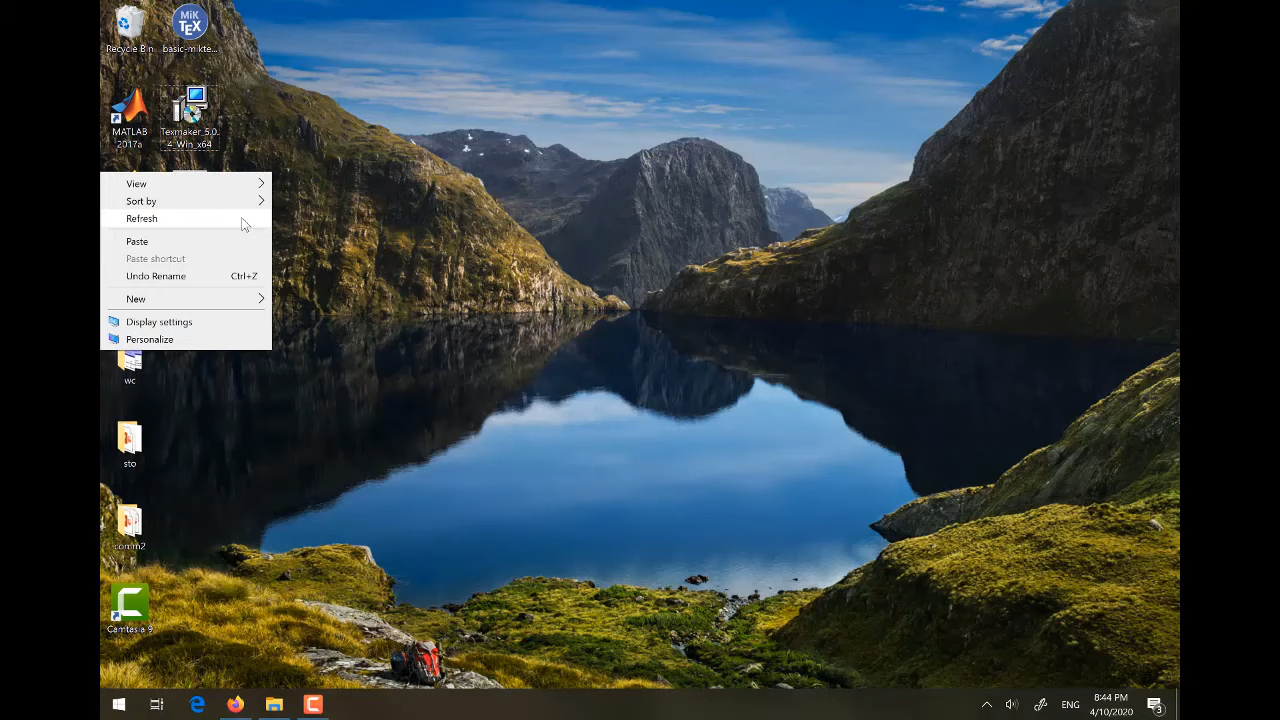 MiK
TEX
Recycle Bin
basic-mikte...
MATLAB
2017a
Texmaker_5.0.
4_Win_x64
View
Sort by
Refresh
Paste
Paste shortcut
Undo Rename Ctrl+Z
New
Display settings
Personalize
wc
sto
comm2
Camtasia 9
ENG
8:44 PM
4/10/2020
3